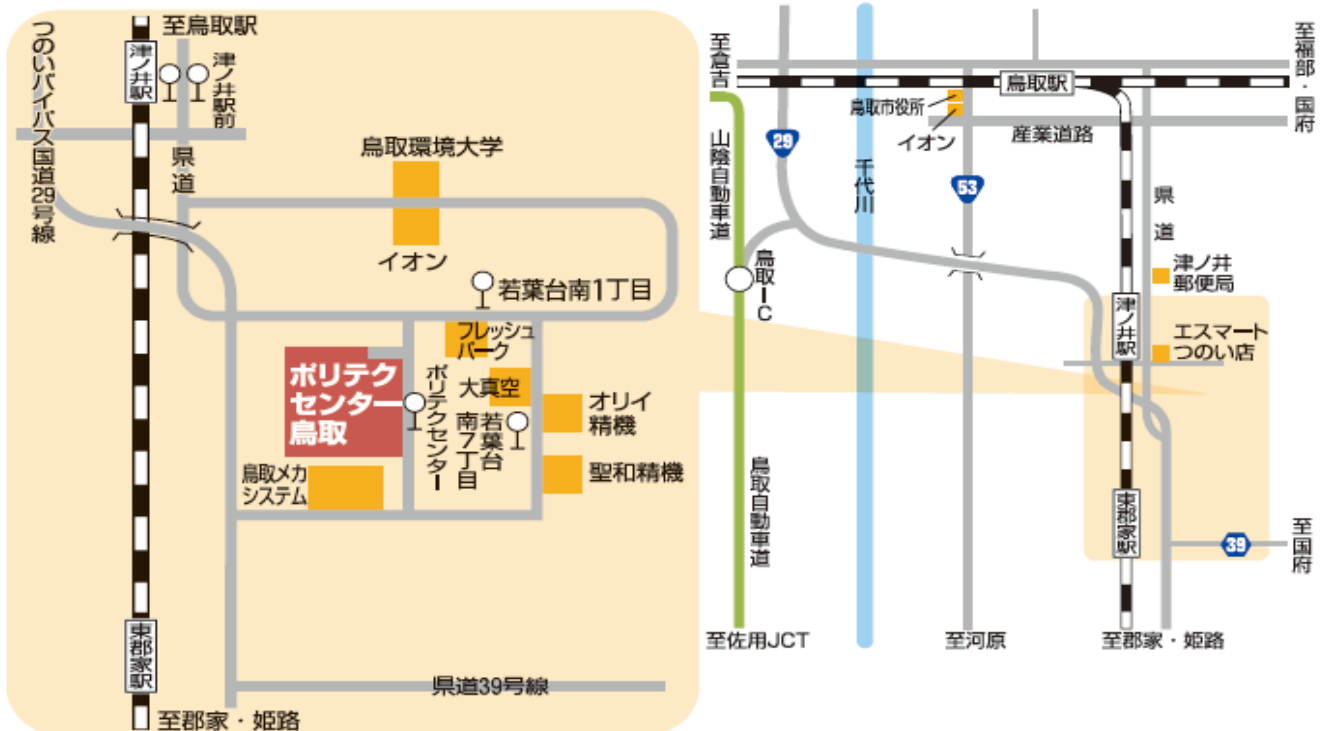 つのいバイパス国道29号線
至鳥取駅
津ノ井駅
津ノ井駅前
県道
鳥取環境大学
イオン
若葉台南1丁目
フレッシュ
パーク
ポリテク
センター
鳥取
大真空
ポリテクセンター
若葉台
南7丁目
オリイ
精機
聖和精機
鳥取メカ
システム
東郡家駅
県道39号線
至郡家・姫路
至倉吉
鳥取駅
至福部・国府
鳥取市役所
イオン
産業道路
29
53
山陰自動車道
千代川
県道
鳥取IC
津ノ井
郵便局
津ノ井駅
エスマート
つのい店
鳥取自動車道
東郡家駅
39
至国府
至佐用JCT
至河原
至郡家・姫路